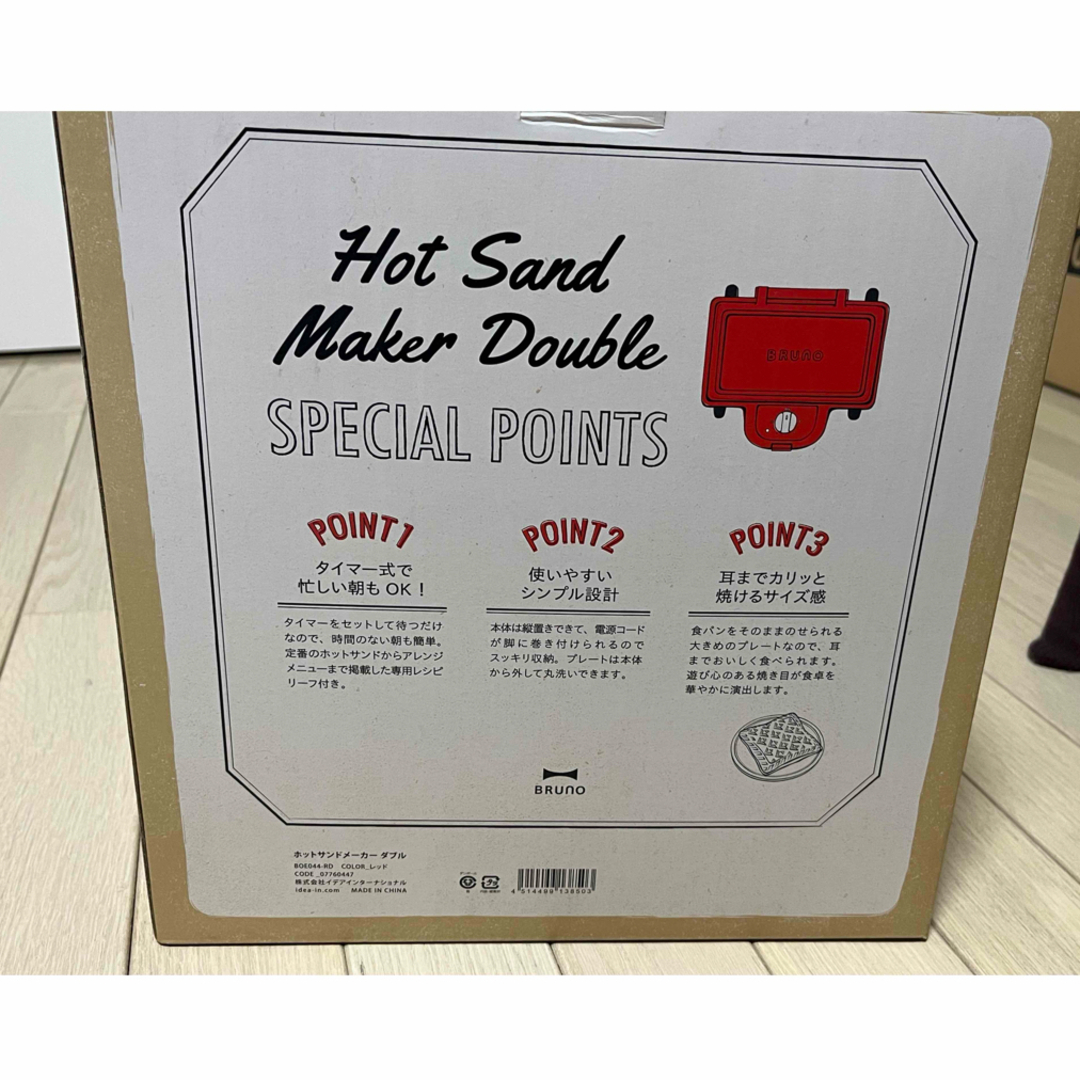 Hot Sand
Maker Double
SPECIAL POINTS
BRUNO
POINT1
タイマー式で
忙しい朝も OK！
タイマーをセットして待つだけ
なので、時間のない朝も簡単。
定番のホットサンドからアレンジ
メニューまで掲載した専用レシピ
リーフ付き。
POINT2
使いやすい
シンプル設計
本体は縦置きできて、電源コード
が脚に巻き付けられるので
スッキリ収納。プレートは本体
から外して丸洗いできます。
POINT3
耳までカリッと
焼けるサイズ感
食パンをそのままのせられる
大きめのプレートなので、耳
までおいしく食べられます。
遊び心のある焼き目が食卓を
華やかに演出します。
BRUNO
ホットサンドメーカー ダブル
BOE044-RD COLOR_レッド
CODE _07760447
株式会社イデアインターナショナル
idea-in.com MADE IN CHINA
4 514499 138503